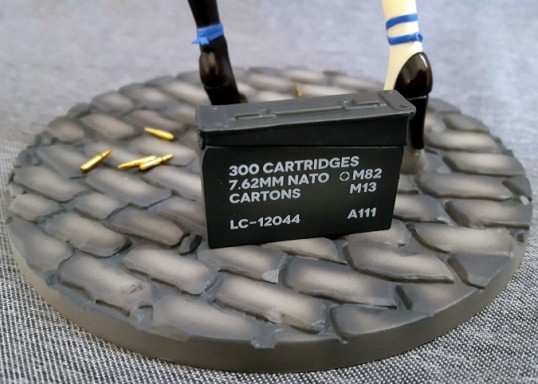 300 CARTRIDGES
7.62MM NATO M82
CARTONS M13
LC-12044 A111